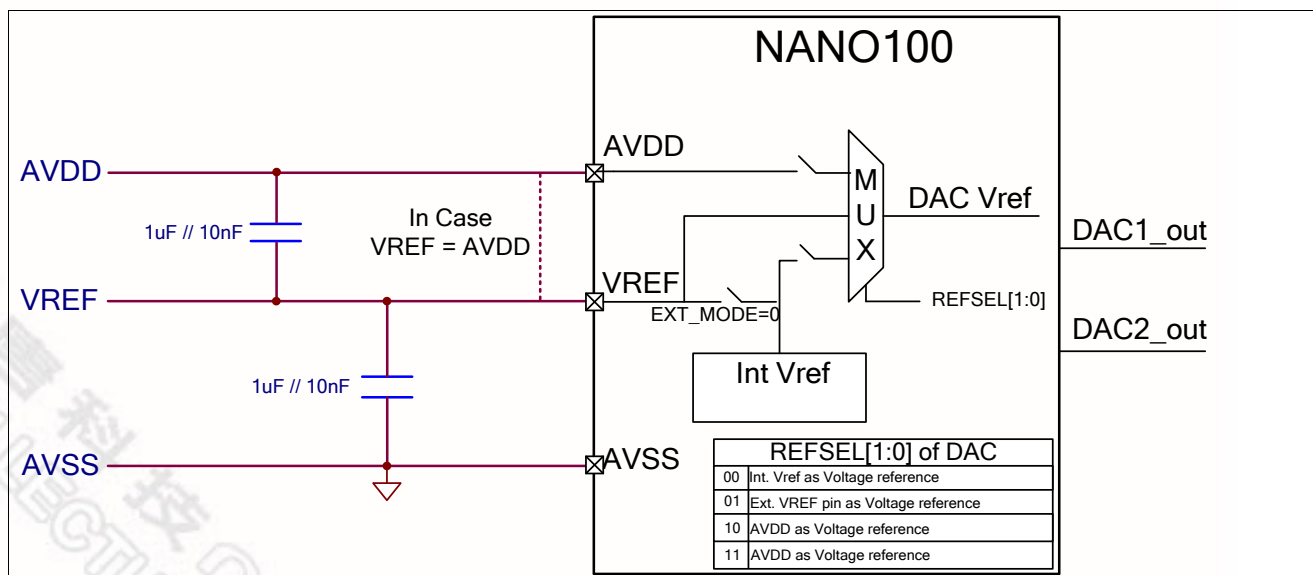 NANO100
AVDD
AVDD
M
U
X
DAC Vref
1uF // 10nF
In Case
VREF = AVDD
DAC1_out
VREF
VREF
EXT_MODE=0
REFSEL[1:0]
DAC2_out
1uF // 10nF
Int Vref
AVSS
AVSS
REFSEL[1:0] of DAC
00 Int. Vref as Voltage reference
01 Ext. VREF pin as Voltage reference
10 AVDD as Voltage reference
11 AVDD as Voltage reference
科技